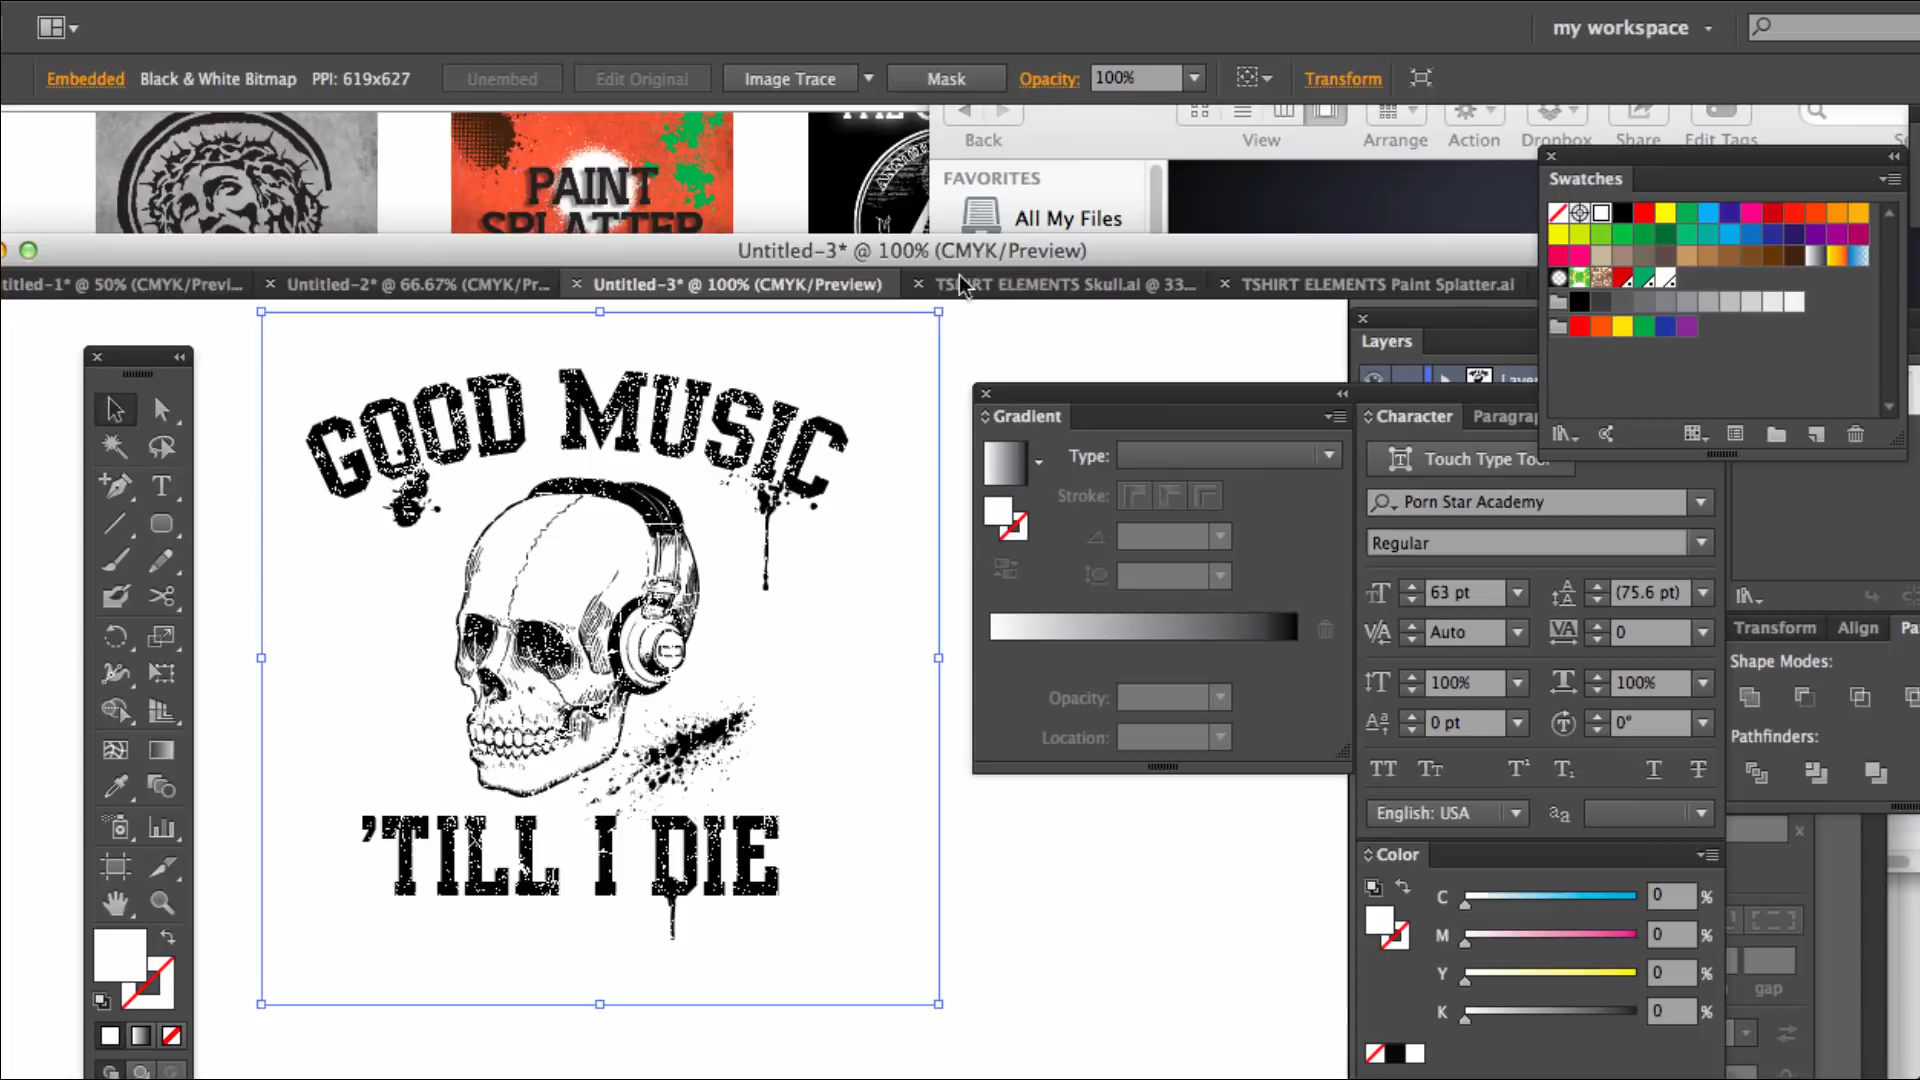 my workspace
Embedded Black & White Bitmap PPI: 619x627 Unembed Edit Original Image Trace Mask Opacity: 100% Transform
Back View Arrange Action Dropbox Share Edit Tags
PAINT
SPLATTER
FAVORITES
All My Files
Swatches
Untitled-3* @ 100% (CMYK/Preview)
titled-1* @ 50% (CMYK/Previ... × Untitled-2* @ 66.67% (CMYK/Pr... × Untitled-3* @ 100% (CMYK/Preview) × TSHIRT ELEMENTS Skull.ai @ 33... × TSHIRT ELEMENTS Paint Splatter.ai
GOOD MUSIC
'TILL I DIE
Layers
Gradient
Type:
Stroke:
Opacity:
Location:
Character Paragra
Touch Type Too
Porn Star Academy
Regular
63 pt (75.6 pt)
Auto 0
100% 100%
0 pt 0°
English: USA
Color
C 0 %
M 0 %
Y 0 %
K 0 %
Transform Align Pa
Shape Modes:
Pathfinders:
gap